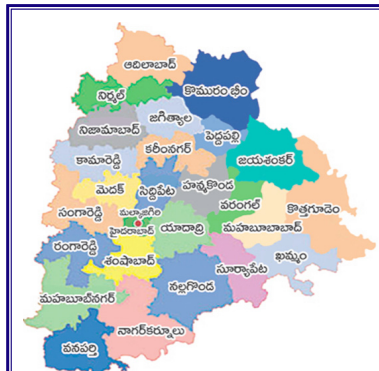 ఆదిలాబాద్
కొమురం భీం
నిర్మల్
జగిత్యాల
నిజామాబాద్
పెద్దపల్లి
కరీంనగర్
జయశంకర్
కామారెడ్డి
మెదక్
సిద్దిపేట
హన్మకొండ
వరంగల్
కొత్తగూడెం
సంగారెడ్డి
మల్కాజిగిరి
హైదరాబాద్
యాదాద్రి
మహబూబాబాద్
రంగారెడ్డి
శంషాబాద్
ఖమ్మం
సూర్యాపేట
నల్లగొండ
మహబూబ్‌నగర్
నాగర్‌కర్నూలు
వనపర్తి